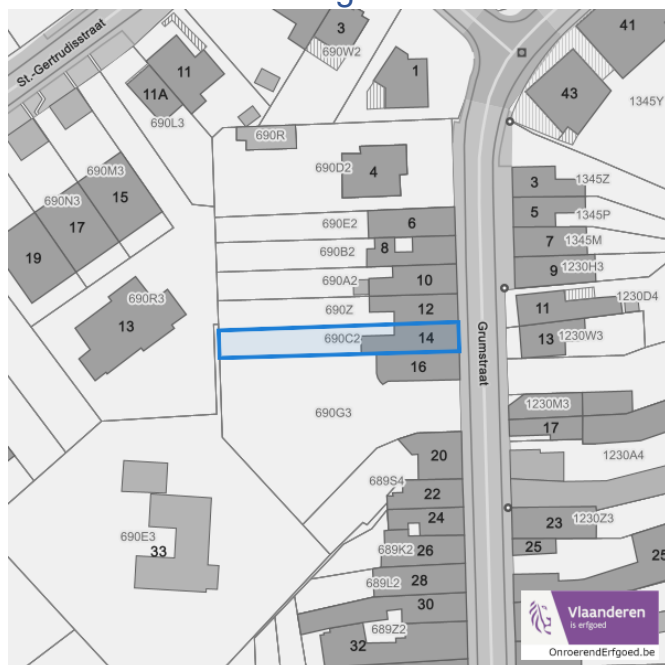 St.-Gertrudisstraat
3
690W2
41
11
1
11A
43
1345Y
690L3
690R
690D2
4
690M3
15
690N3
17
19
3
1345Z
5
1345P
690E2
6
7
1345M
690B2
8
9
1230H3
690A2
10
690R3
13
690Z
12
11
1230D4
690C2
14
Grumstraat
13
1230W3
16
690G3
1230M3
17
20
1230A4
689S4
22
24
23
1230Z3
690E3
33
689K2
26
25
25
689L2
28
30
689Z2
32
Vlaanderen
is erfgoed
OnroerendErfgoed.be